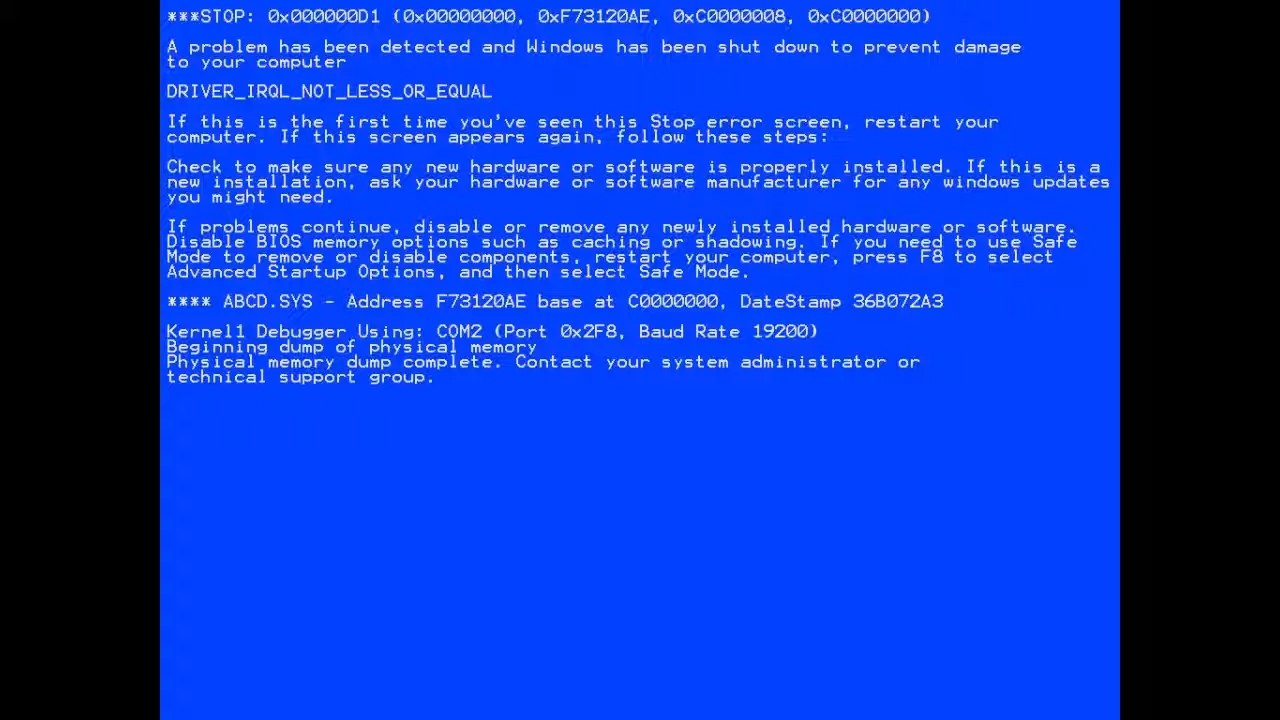 ***STOP: 0x000000D1 (0x00000000, 0xF73120AE, 0xC0000008, 0xC0000000)
A problem has been detected and Windows has been shut down to prevent damage
to your computer
DRIVER_IRQL_NOT_LESS_OR_EQUAL
If this is the first time you've seen this Stop error screen, restart your
computer. If this screen appears again, follow these steps:
Check to make sure any new hardware or software is properly installed. If this is a
new installation, ask your hardware or software manufacturer for any windows updates
you might need.
If problems continue, disable or remove any newly installed hardware or software.
Disable BIOS memory options such as caching or shadowing. If you need to use Safe
Mode to remove or disable components, restart your computer, press F8 to select
Advanced Startup Options, and then select Safe Mode.
**** ABCD.SYS - Address F73120AE base at C0000000, DateStamp 36B072A3
Kernel1 Debugger Using: COM2 (Port 0x2F8, Baud Rate 19200)
Beginning dump of physical memory
Physical memory dump complete. Contact your system administrator or
technical support group.